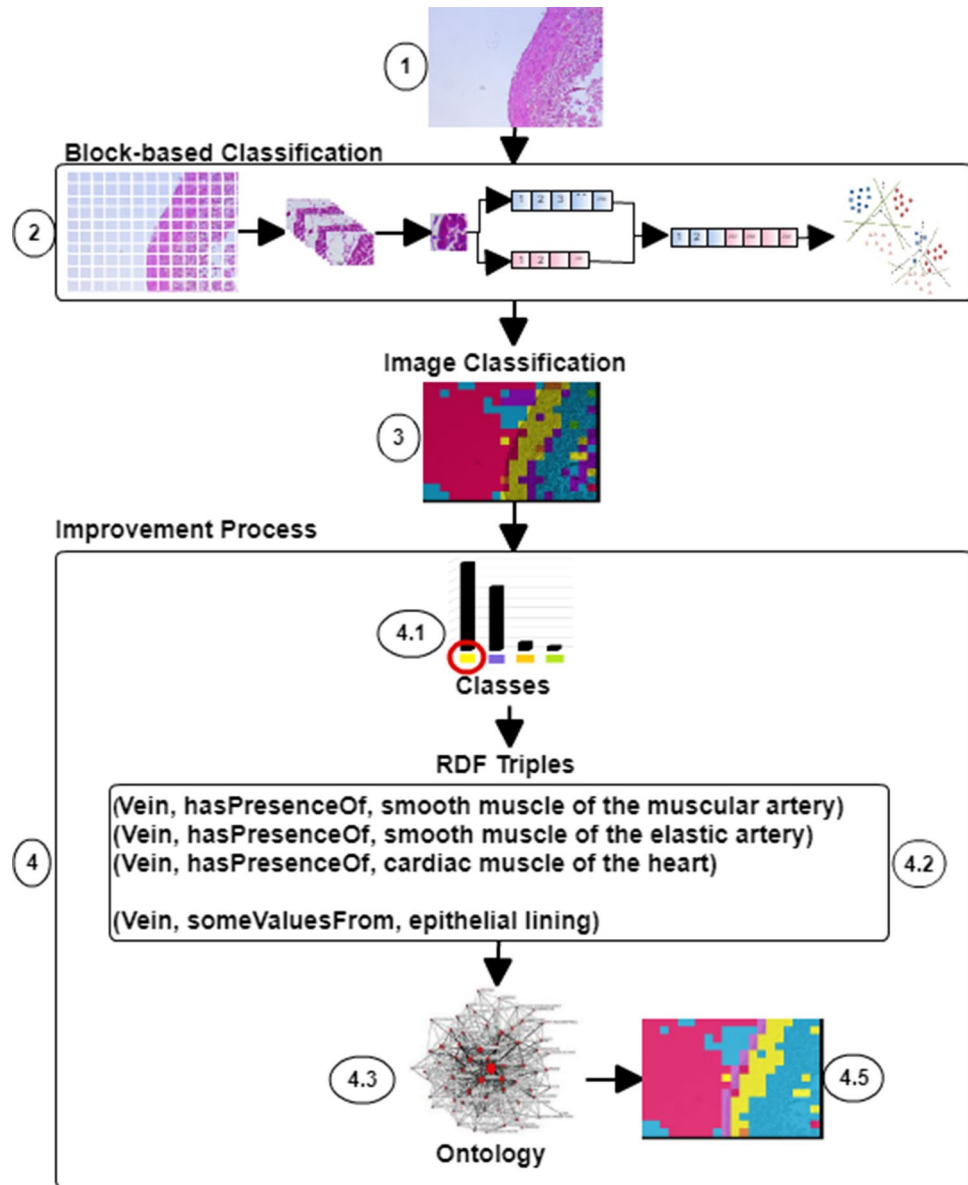 1
Block-based Classification
2
1 2 3
1 2
1 2
Image Classification
3
Improvement Process
4.1
Classes
RDF Triples
(Vein, hasPresenceOf, smooth muscle of the muscular artery)
(Vein, hasPresenceOf, smooth muscle of the elastic artery)
(Vein, hasPresenceOf, cardiac muscle of the heart)
(Vein, someValuesFrom, epithelial lining)
4
4.2
4.3
4.5
Ontology